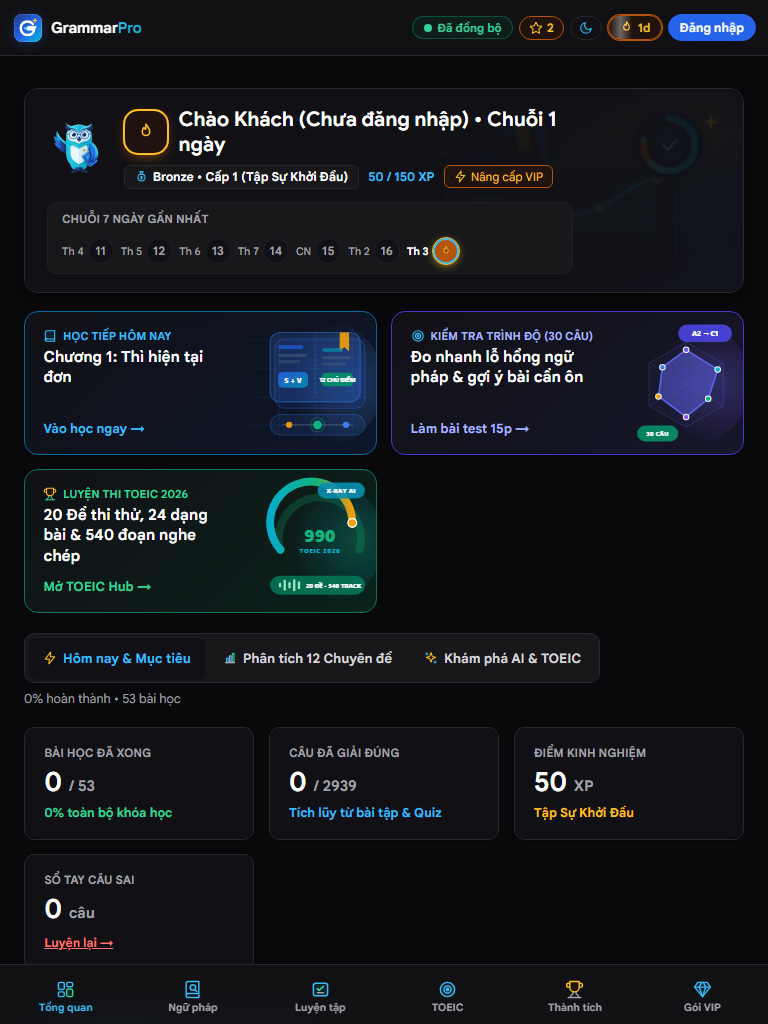 GrammarPro
Đã đồng bộ
2
1d
Đăng nhập
Chào Khách (Chưa đăng nhập) • Chuỗi 1
ngày
Bronze • Cấp 1 (Tập Sự Khởi Đầu)
50 / 150 XP
Nâng cấp VIP
CHUỖI 7 NGÀY GẦN NHẤT
Th 4 11 Th 5 12 Th 6 13 Th 7 14 CN 15 Th 2 16 Th 3
HỌC TIẾP HÔM NAY
Chương 1: Thì hiện tại
đơn
Vào học ngay →
S + V
12 CHỦ ĐIỂM
KIỂM TRA TRÌNH ĐỘ (30 CÂU)
Đo nhanh lỗ hổng ngữ
pháp & gợi ý bài cần ôn
Làm bài test 15p →
A2 → C1
30 CÂU
LUYỆN THI TOEIC 2026
20 Đề thi thử, 24 dạng
bài & 540 đoạn nghe
chép
Mở TOEIC Hub →
X-RAY AI
990
TOEIC 2026
20 ĐỀ • 540 TRACK
Hôm nay & Mục tiêu
Phân tích 12 Chuyên đề
Khám phá AI & TOEIC
0% hoàn thành • 53 bài học
BÀI HỌC ĐÃ XONG
0 / 53
0% toàn bộ khóa học
CÂU ĐÃ GIẢI ĐÚNG
0 / 2939
Tích lũy từ bài tập & Quiz
ĐIỂM KINH NGHIỆM
50 XP
Tập Sự Khởi Đầu
SỔ TAY CÂU SAI
0 câu
Luyện lại →
Tổng quan
Ngữ pháp
Luyện tập
TOEIC
Thành tích
Gói VIP